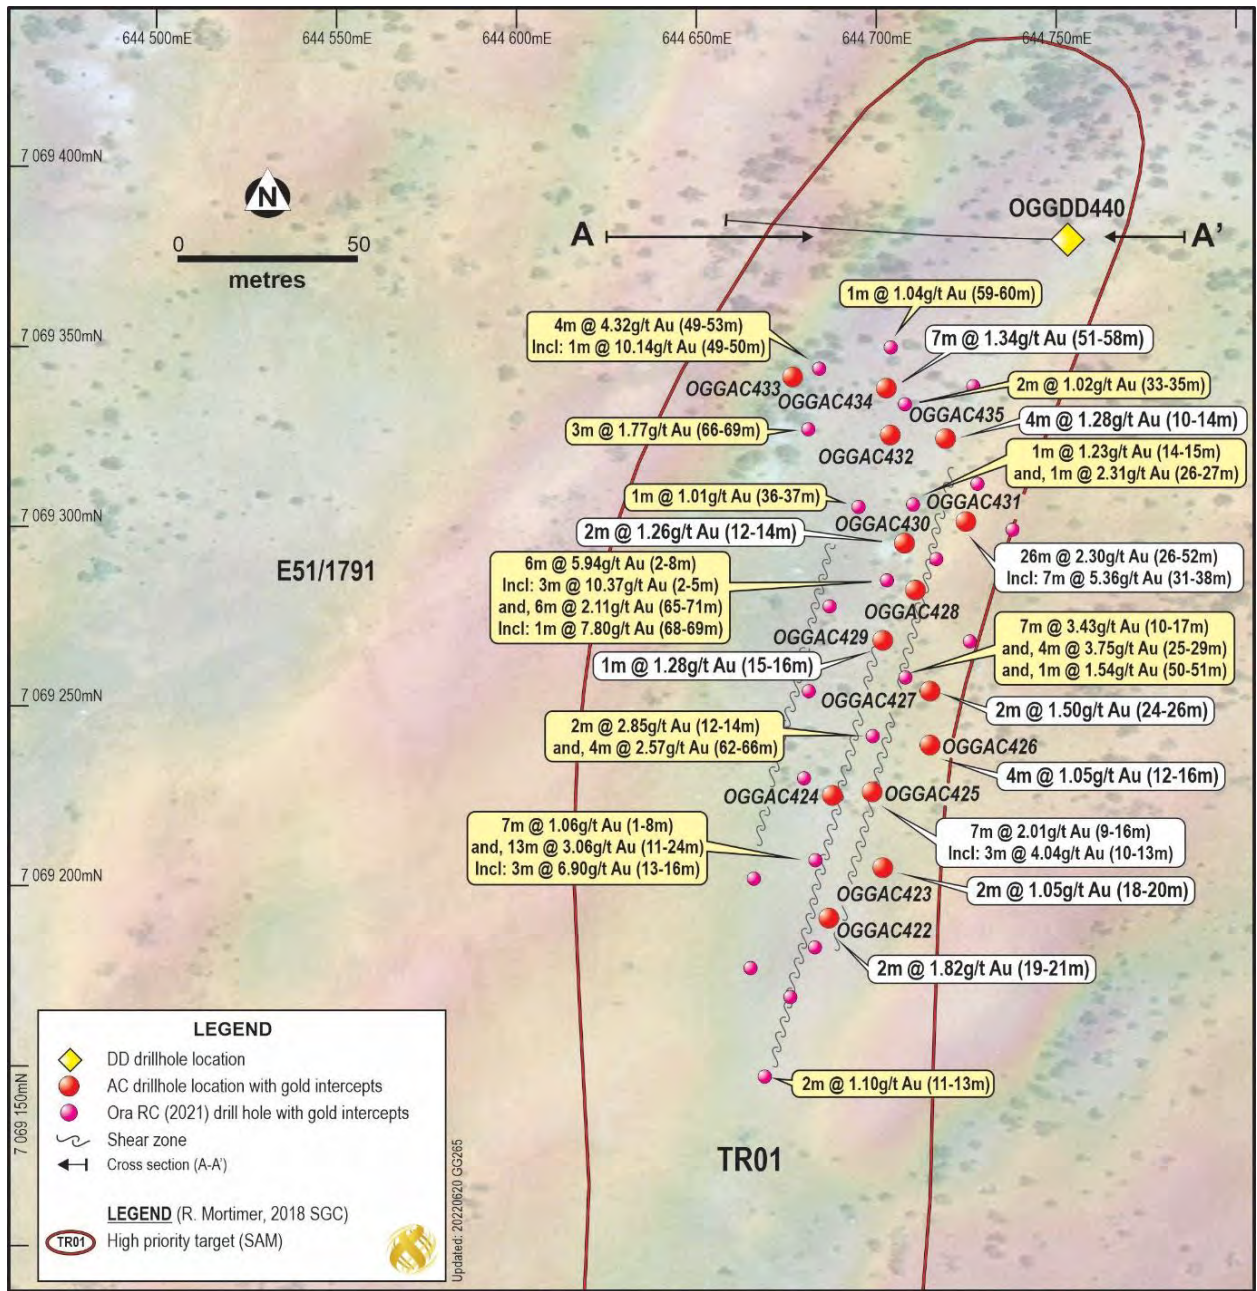 644 500mE
644 550mE
644 600mE
644 650mE
644 700mE
644 750mE
7 069 400mN
N
0 50
metres
OGGDD440
A
A'
1m @ 1.04g/t Au (59-60m)
4m @ 4.32g/t Au (49-53m)
Incl: 1m @ 10.14g/t Au (49-50m)
7m @ 1.34g/t Au (51-58m)
7 069 350mN
OGGAC433
OGGAC434
2m @ 1.02g/t Au (33-35m)
OGGAC435
4m @ 1.28g/t Au (10-14m)
3m @ 1.77g/t Au (66-69m)
OGGAC432
1m @ 1.23g/t Au (14-15m)
and, 1m @ 2.31g/t Au (26-27m)
1m @ 1.01g/t Au (36-37m)
OGGAC431
7 069 300mN
OGGAC430
2m @ 1.26g/t Au (12-14m)
26m @ 2.30g/t Au (26-52m)
Incl: 7m @ 5.36g/t Au (31-38m)
E51/1791
6m @ 5.94g/t Au (2-8m)
Incl: 3m @ 10.37g/t Au (2-5m)
and, 6m @ 2.11g/t Au (65-71m)
Incl: 1m @ 7.80g/t Au (68-69m)
OGGAC428
OGGAC429
7m @ 3.43g/t Au (10-17m)
and, 4m @ 3.75g/t Au (25-29m)
and, 1m @ 1.54g/t Au (50-51m)
1m @ 1.28g/t Au (15-16m)
7 069 250mN
OGGAC427
2m @ 1.50g/t Au (24-26m)
2m @ 2.85g/t Au (12-14m)
and, 4m @ 2.57g/t Au (62-66m)
OGGAC426
4m @ 1.05g/t Au (12-16m)
OGGAC424
OGGAC425
7m @ 1.06g/t Au (1-8m)
and, 13m @ 3.06g/t Au (11-24m)
Incl: 3m @ 6.90g/t Au (13-16m)
7m @ 2.01g/t Au (9-16m)
Incl: 3m @ 4.04g/t Au (10-13m)
7 069 200mN
2m @ 1.05g/t Au (18-20m)
OGGAC423
OGGAC422
2m @ 1.82g/t Au (19-21m)
2m @ 1.10g/t Au (11-13m)
TR01
7 069 150mN
LEGEND
DD drillhole location
AC drillhole location with gold intercepts
Ora RC (2021) drill hole with gold intercepts
Shear zone
Cross section (A-A')
LEGEND (R. Mortimer, 2018 SGC)
TR01 High priority target (SAM)
Updated: 20220620 GG265